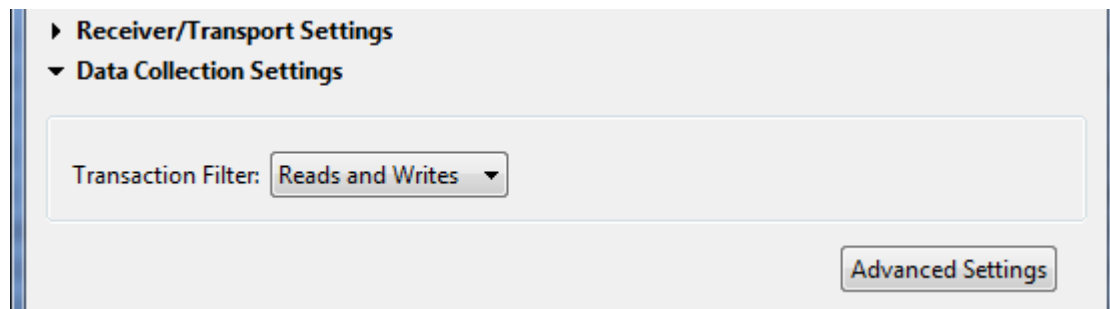 Receiver/Transport Settings
Data Collection Settings
Transaction Filter: Reads and Writes
Advanced Settings